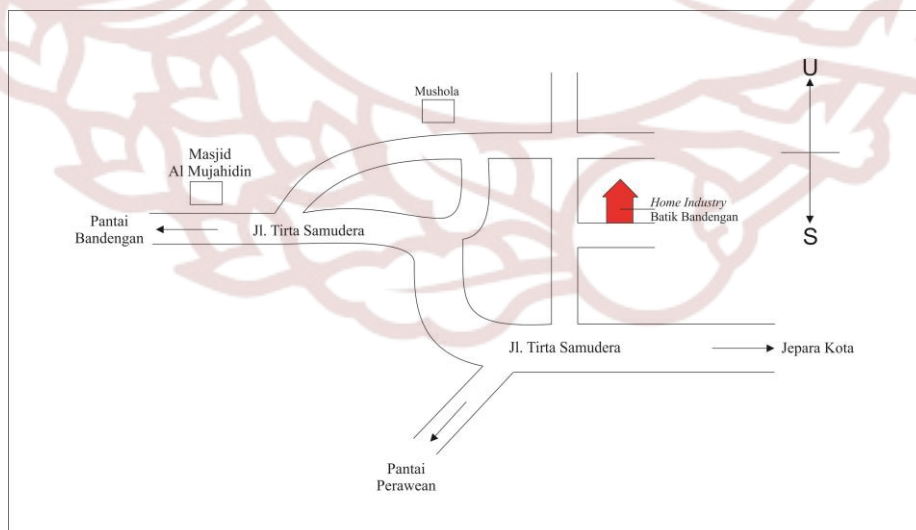 U
Mushola
Masjid
Al Mujahidin
Home Industry
Batik Bandengan
Pantai
Bandengan
Jl. Tirta Samudera
S
Jl. Tirta Samudera
Jepara Kota
Pantai
Perawean